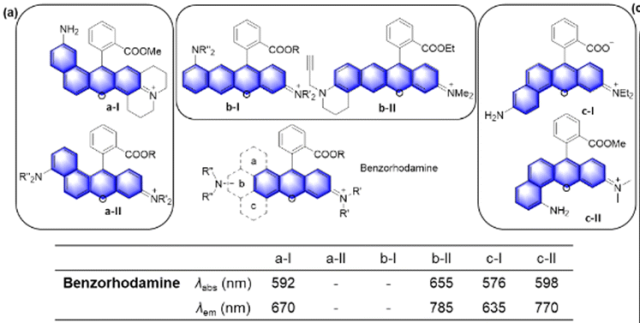 (a)
(c
NH₂
COOMe
O
N
+
a-I
R''₂N
COOR
O
NR'₂
+
a-II
NR''₂
COOR
O
NR'₂
+
b-I
COOEt
N
O
NMe₂
+
b-II
a
b
c
R''
N
R''
COOR
O
N
+
R'
R'
Benzorhodamine
COO⁻
O
NEt₂
+
H₂N
c-I
COOMe
O
N
+
NH₂
c-II
a-I a-II b-I b-II c-I c-II
Benzorhodamine λabs (nm) 592 - - 655 576 598
λem (nm) 670 - - 785 635 770